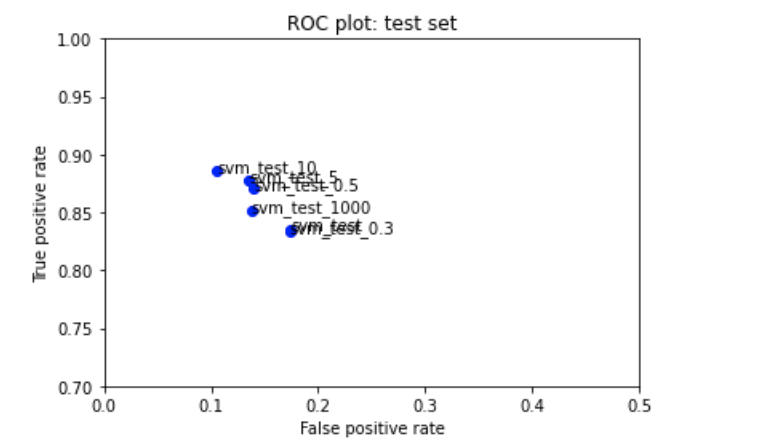 ROC plot: test set
1.00
0.95
0.90
0.85
0.80
0.75
0.70
True positive rate
svm_test_10
svm_test_5
svm_test_0.5
svm_test_1000
svm_test
svm_test_0.3
0.0 0.1 0.2 0.3 0.4 0.5
False positive rate